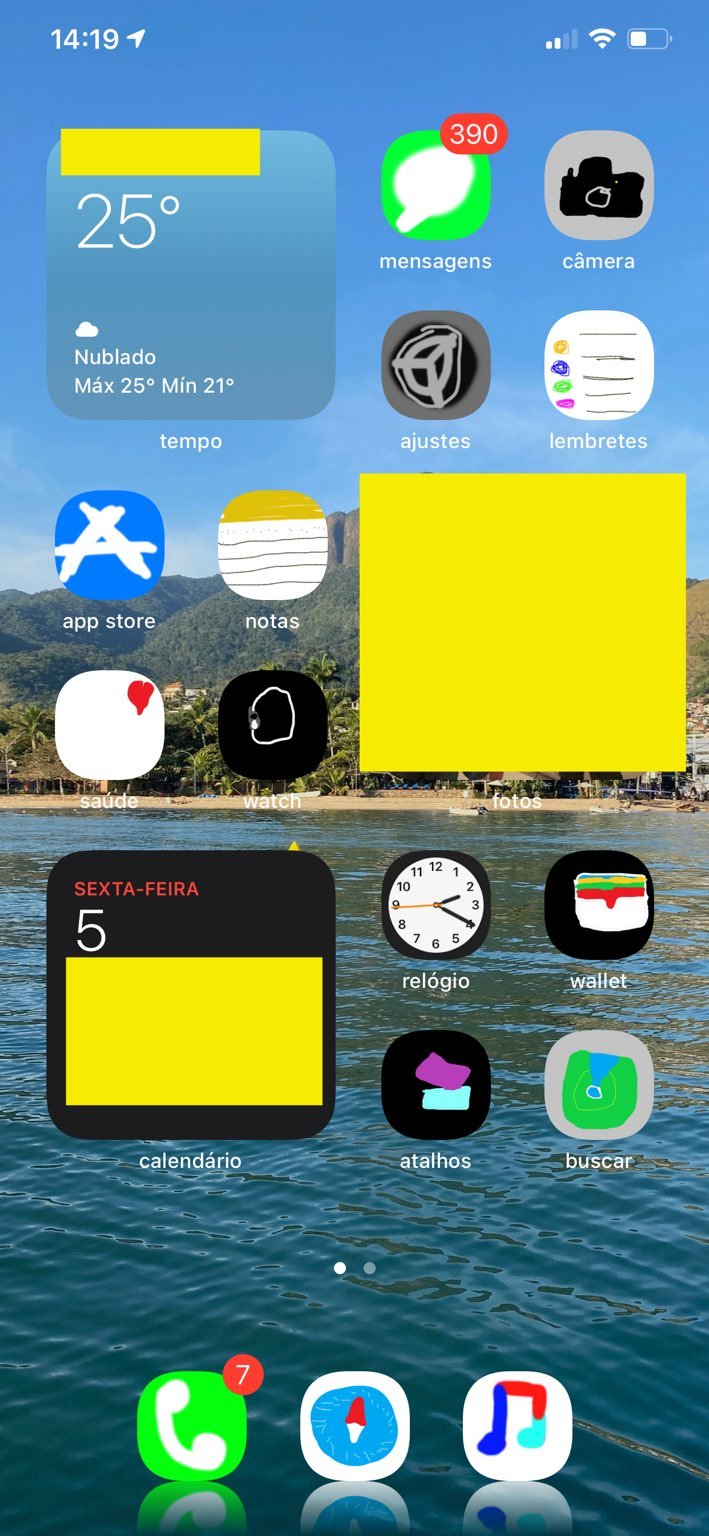 14:19
25°
Nublado
Máx 25° Mín 21°
tempo
390
mensagens
câmera
ajustes
lembretes
app store
notas
saúde
watch
fotos
SEXTA-FEIRA
5
calendário
12
1
2
3
4
5
6
7
8
9
10
11
relógio
wallet
atalhos
buscar
7